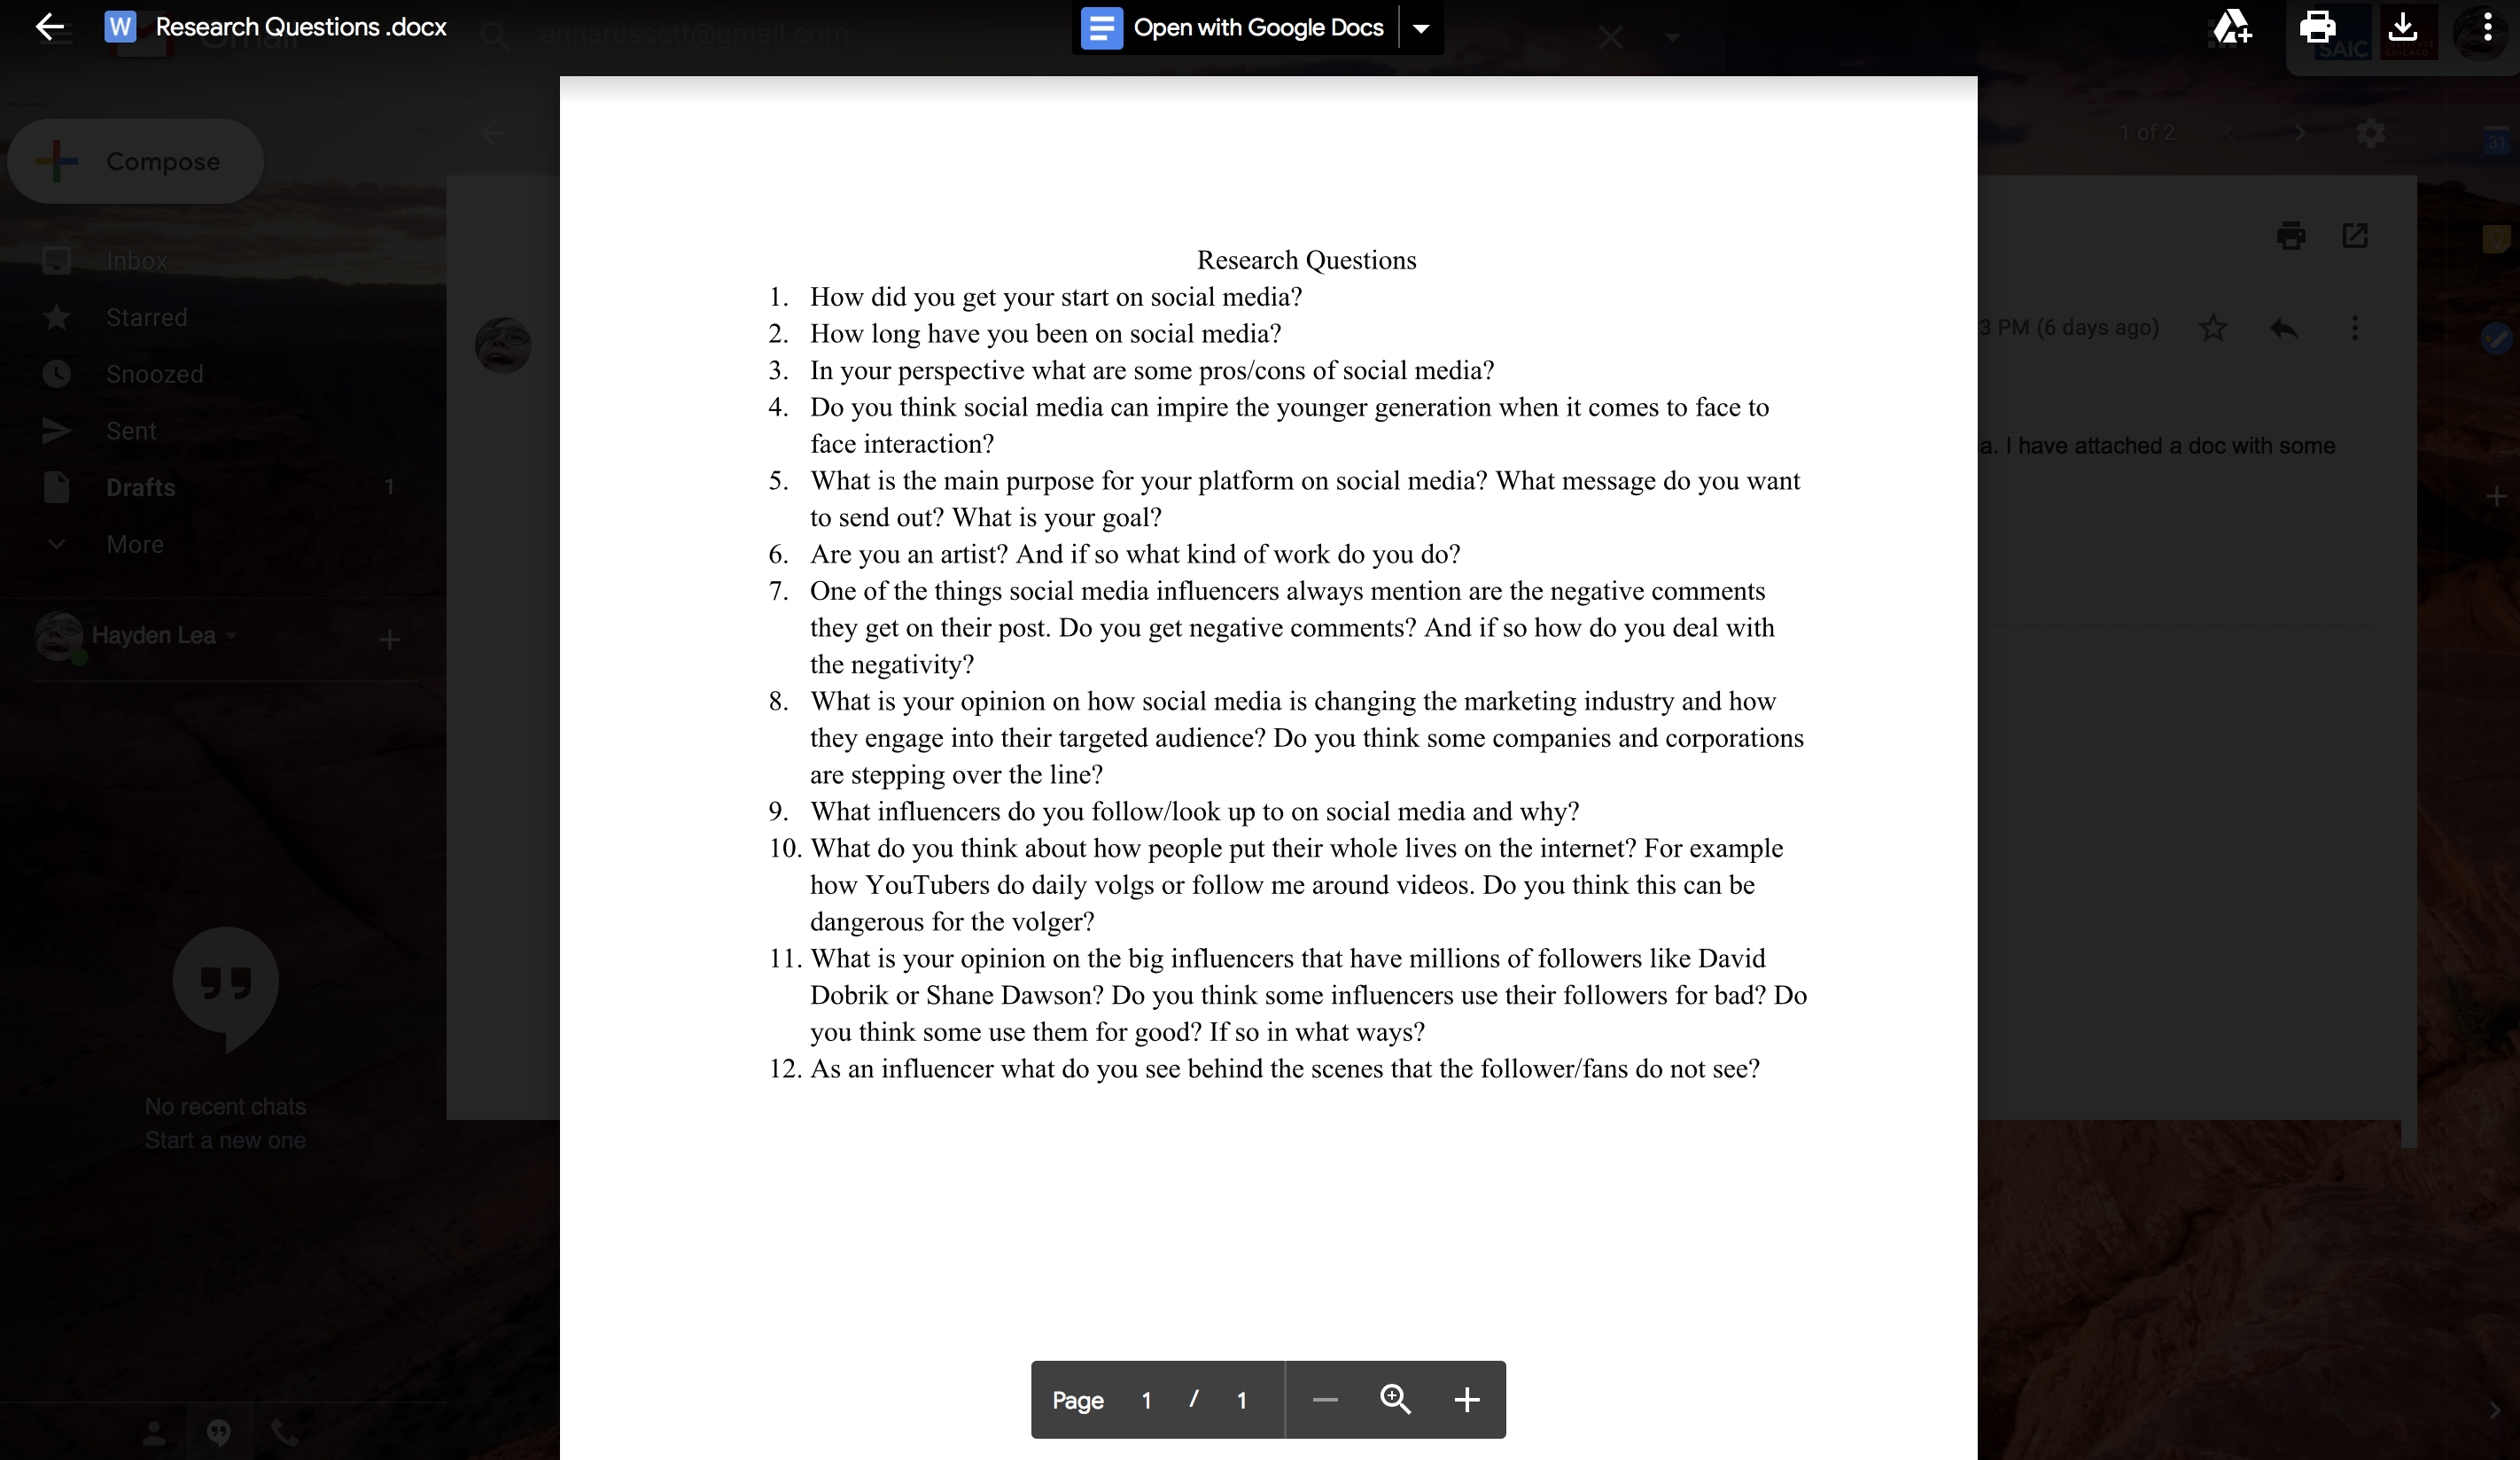 Research Questions .docx
Open with Google Docs
annarussett@gmail.com
Gmail
SAIC
Compose
1 of 2
31
Inbox
Starred
Snoozed
Sent
Drafts 1
More
Hayden Lea
3 PM (6 days ago)
a. I have attached a doc with some
Research Questions
1. How did you get your start on social media?
2. How long have you been on social media?
3. In your perspective what are some pros/cons of social media?
4. Do you think social media can impire the younger generation when it comes to face to
face interaction?
5. What is the main purpose for your platform on social media? What message do you want
to send out? What is your goal?
6. Are you an artist? And if so what kind of work do you do?
7. One of the things social media influencers always mention are the negative comments
they get on their post. Do you get negative comments? And if so how do you deal with
the negativity?
8. What is your opinion on how social media is changing the marketing industry and how
they engage into their targeted audience? Do you think some companies and corporations
are stepping over the line?
9. What influencers do you follow/look up to on social media and why?
10. What do you think about how people put their whole lives on the internet? For example
how YouTubers do daily volgs or follow me around videos. Do you think this can be
dangerous for the volger?
11. What is your opinion on the big influencers that have millions of followers like David
Dobrik or Shane Dawson? Do you think some influencers use their followers for bad? Do
you think some use them for good? If so in what ways?
12. As an influencer what do you see behind the scenes that the follower/fans do not see?
No recent chats
Start a new one
Page 1 / 1